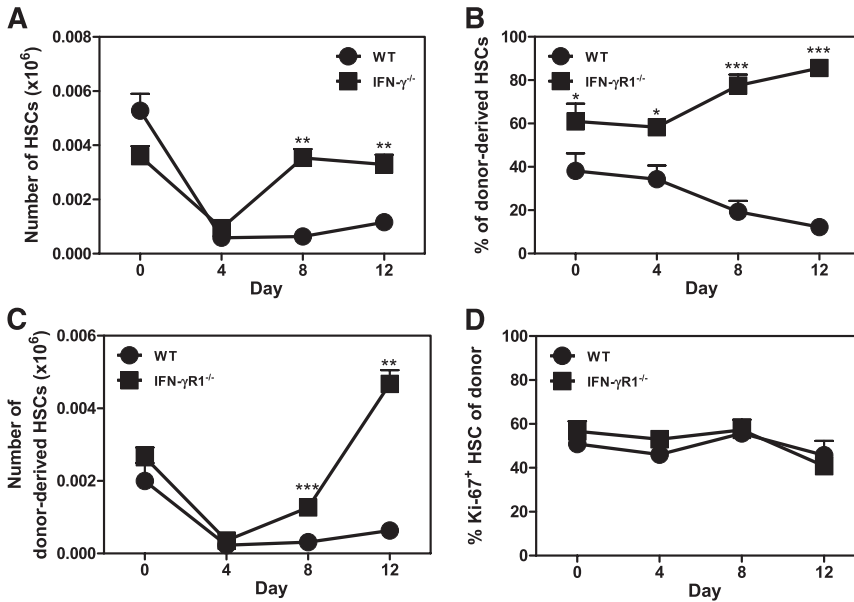 A
Number of HSCs (x10⁶)
0.008
0.006
0.004
0.002
0.000
WT
IFN-γ⁻/⁻
**
**
0
4
8
12
Day
B
% of donor-derived HSCs
100
80
60
40
20
0
WT
IFN-γR1⁻/⁻
*
*
***
***
0
4
8
12
Day
C
Number of
donor-derived HSCs (x10⁶)
0.006
0.004
0.002
0.000
WT
IFN-γR1⁻/⁻
***
**
0
4
8
12
Day
D
% Ki-67⁺ HSC of donor
100
80
60
40
20
0
WT
IFN-γR1⁻/⁻
0
4
8
12
Day